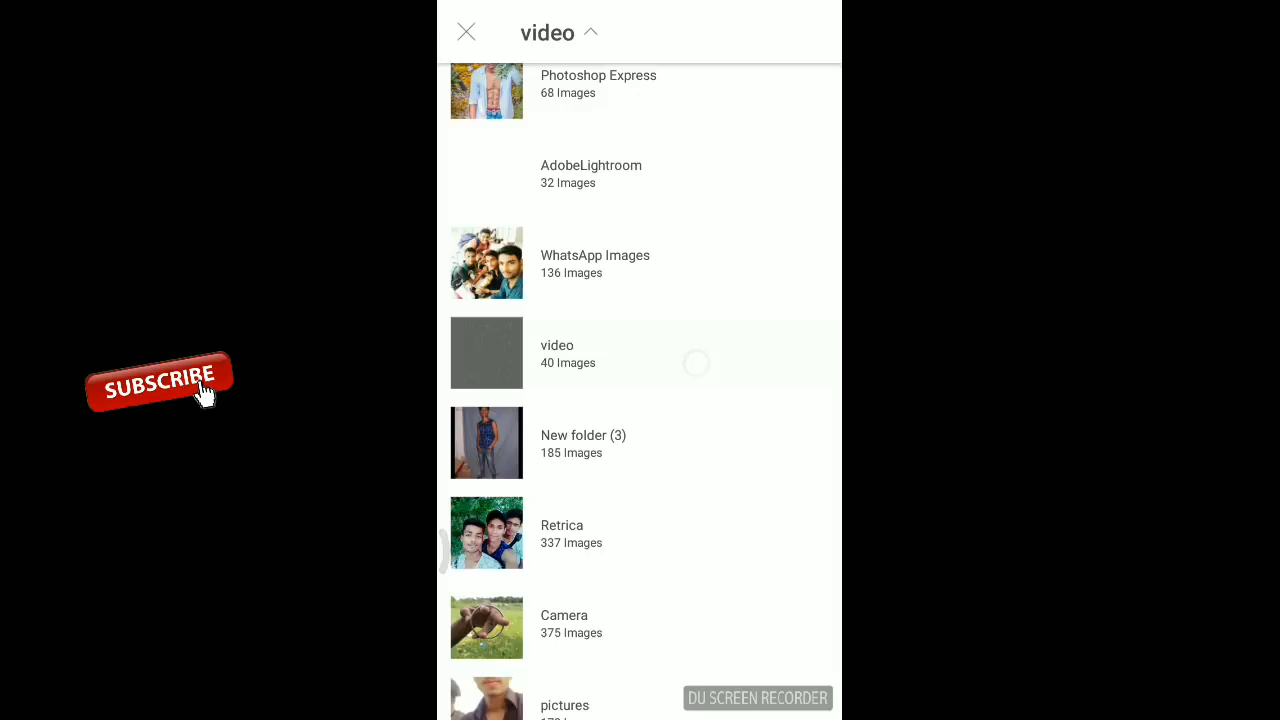 video
Photoshop Express
68 Images
AdobeLightroom
32 Images
WhatsApp Images
136 Images
video
40 Images
SUBSCRIBE
New folder (3)
185 Images
Retrica
337 Images
Camera
375 Images
pictures
DU SCREEN RECORDER